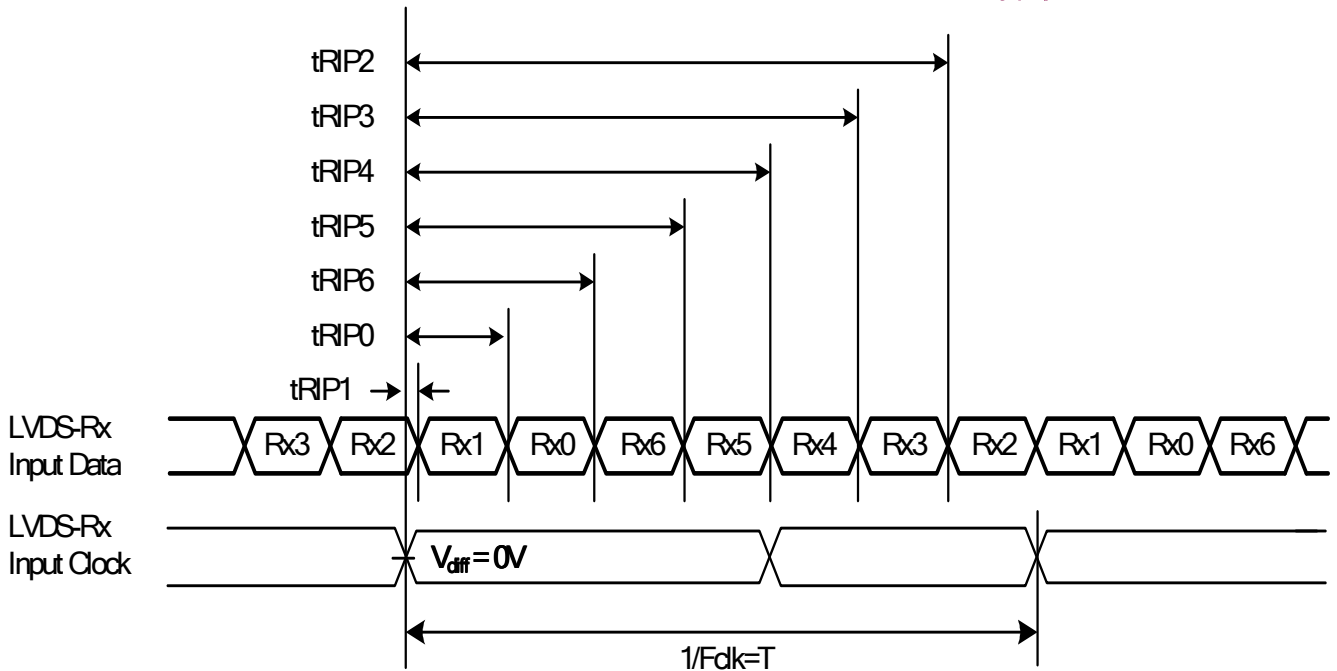 tRIP2
tRIP3
tRIP4
tRIP5
tRIP6
tRIP0
tRIP1
LVDS-Rx
Input Data
Rx3 Rx2 Rx1 Rx0 Rx6 Rx5 Rx4 Rx3 Rx2 Rx1 Rx0 Rx6
LVDS-Rx
Input Clock
Vdiff = 0V
1/Fclk=T